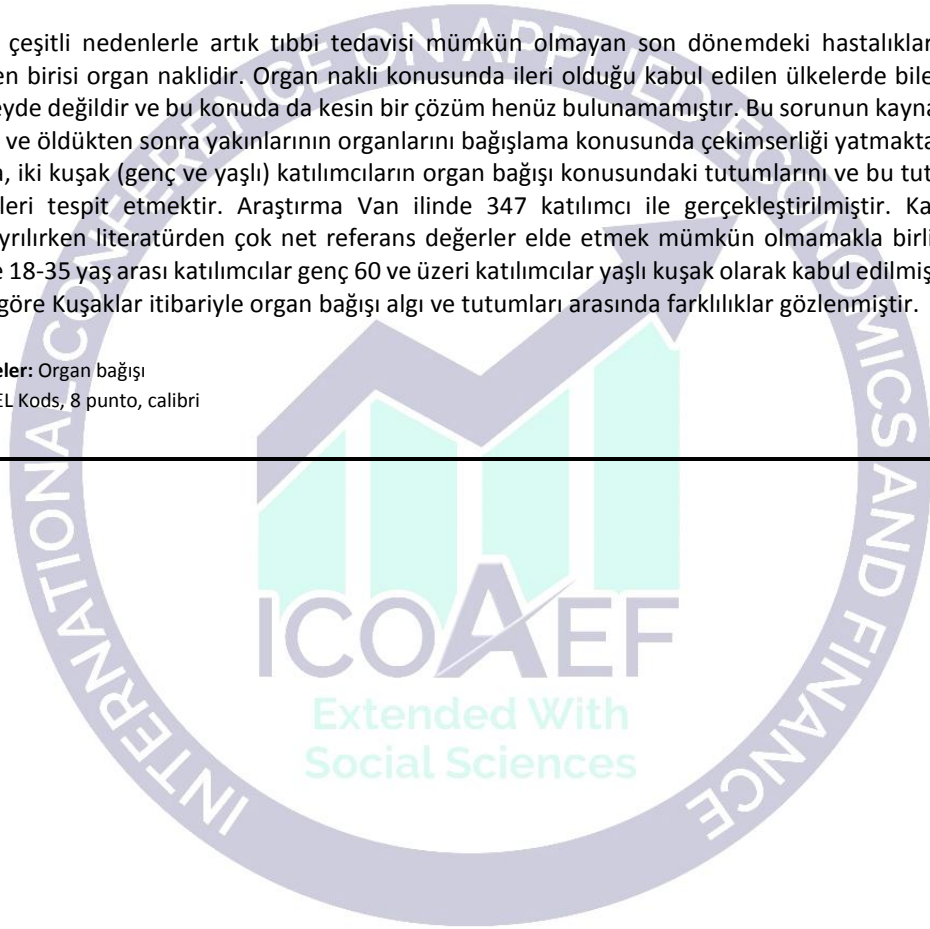 çeşitli nedenlerle artık tıbbi tedavisi mümkün olmayan son dönemdeki hastalıklar
en birisi organ naklidir. Organ nakli konusunda ileri olduğu kabul edilen ülkelerde bile
eyde değildir ve bu konuda da kesin bir çözüm henüz bulunamamıştır. Bu sorunun kayna
ve öldükten sonra yakınlarının organlarını bağışlama konusunda çekimserliği yatmakta
, iki kuşak (genç ve yaşlı) katılımcıların organ bağışı konusundaki tutumlarını ve bu tut
leri tespit etmektir. Araştırma Van ilinde 347 katılımcı ile gerçekleştirilmiştir. Ka
yrılırken literatürden çok net referans değerler elde etmek mümkün olmamakla birli
e 18-35 yaş arası katılımcılar genç 60 ve üzeri katılımcılar yaşlı kuşak olarak kabul edilmiş
göre Kuşaklar itibariyle organ bağışı algı ve tutumları arasında farklılıklar gözlenmiştir.
eler: Organ bağışı
EL Kods, 8 punto, calibri
INTERNATIONAL CONFERENCE ON APPLIED ECONOMICS AND FINANCE
ICOAEF
Extended With
Social Sciences